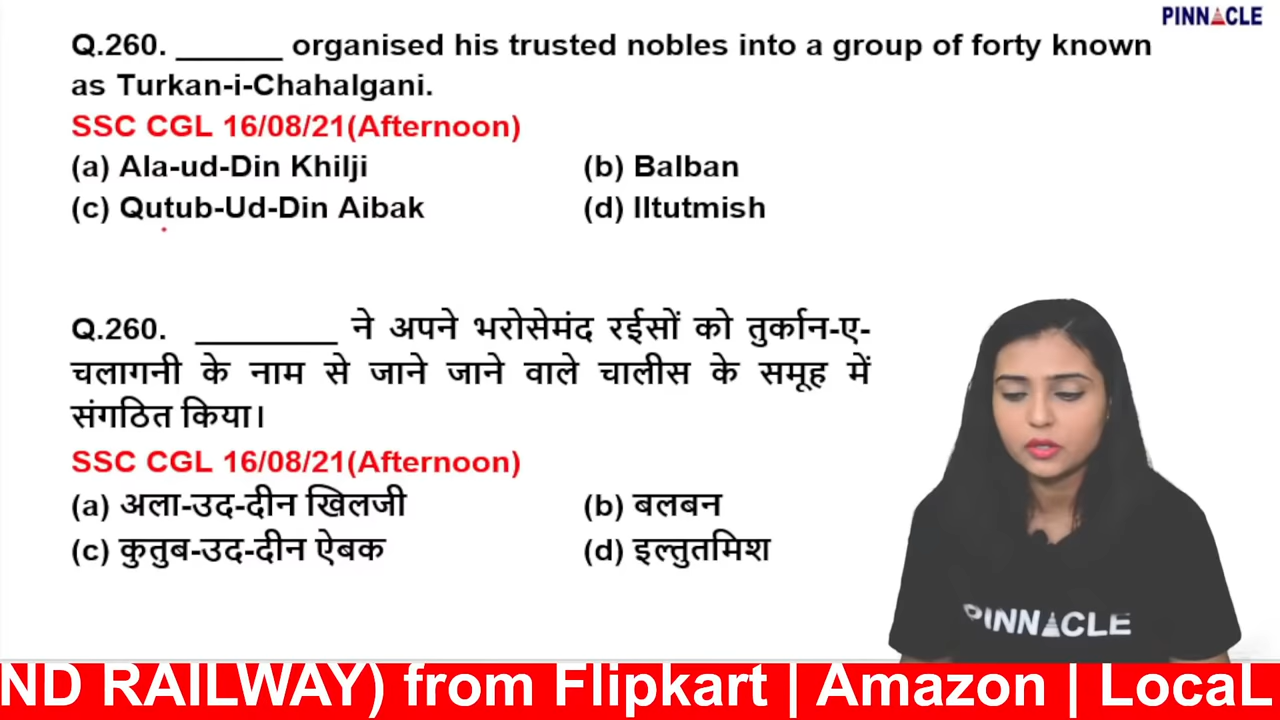 PINNACLE
Q.260. ______ organised his trusted nobles into a group of forty known
as Turkan-i-Chahalgani.
SSC CGL 16/08/21(Afternoon)
(a) Ala-ud-Din Khilji (b) Balban
(c) Qutub-Ud-Din Aibak (d) Iltutmish
Q.260. ________ ने अपने भरोसेमंद रईसों को तुर्कान-ए-
चलागनी के नाम से जाने जाने वाले चालीस के समूह में
संगठित किया।
SSC CGL 16/08/21(Afternoon)
(a) अला-उद-दीन खिलजी (b) बलबन
(c) कुतुब-उद-दीन ऐबक (d) इल्तुतमिश
PINNACLE
ND RAILWAY) from Flipkart | Amazon | LocaL